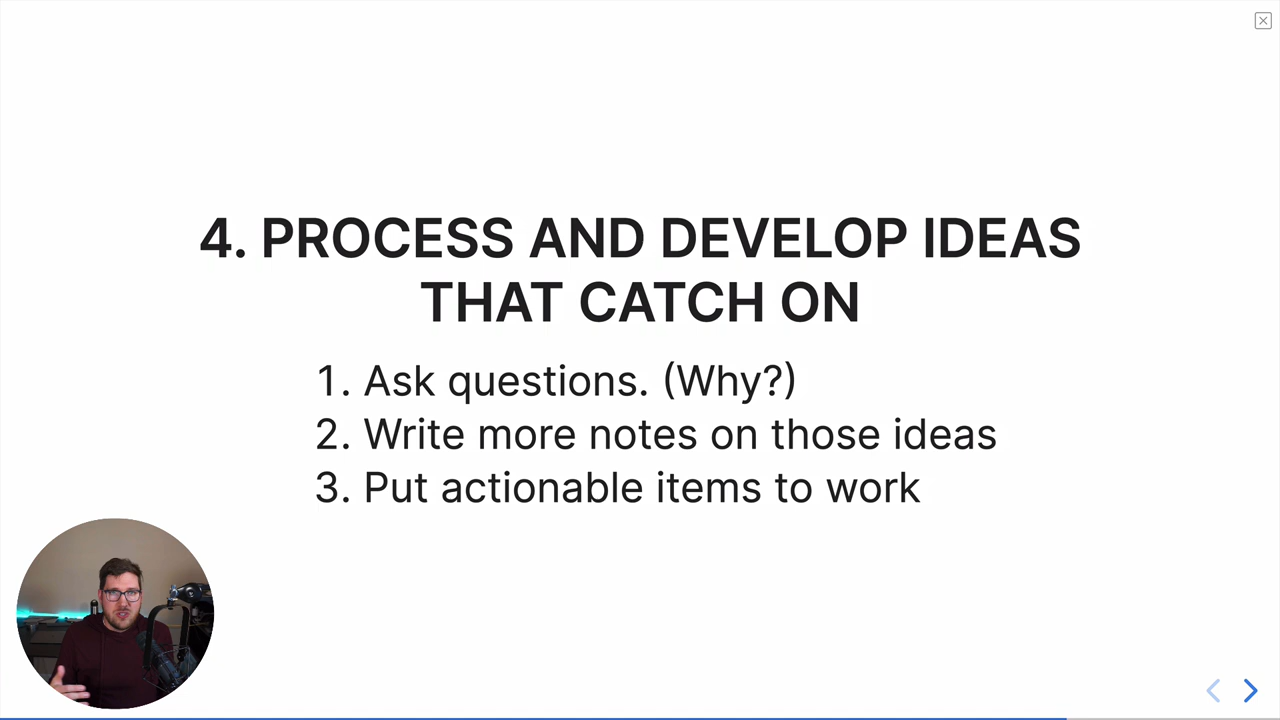 4. PROCESS AND DEVELOP IDEAS
THAT CATCH ON
1. Ask questions. (Why?)
2. Write more notes on those ideas
3. Put actionable items to work